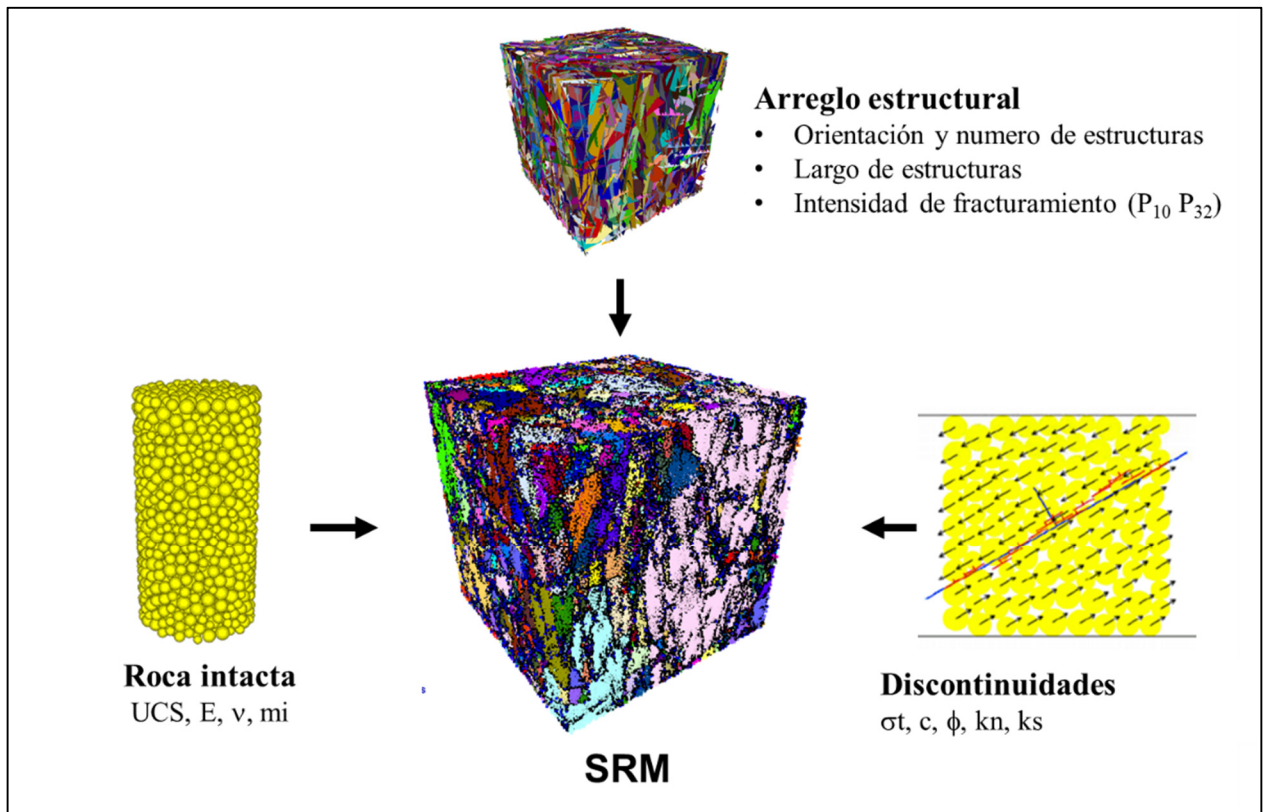 Arreglo estructural
• Orientación y numero de estructuras
• Largo de estructuras
• Intensidad de fracturamiento (P₁₀ P₃₂)
Roca intacta
UCS, E, ν, mi
Discontinuidades
σt, c, ϕ, kn, ks
SRM